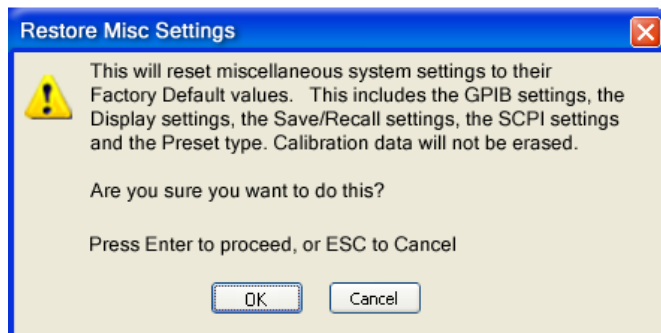 Restore Misc Settings
This will reset miscellaneous system settings to their
Factory Default values.   This includes the GPIB settings, the
Display settings, the Save/Recall settings, the SCPI settings
and the Preset type. Calibration data will not be erased.
Are you sure you want to do this?
Press Enter to proceed, or ESC to Cancel
OK
Cancel